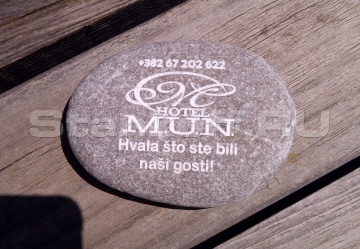 +382 67 202 622
HOTEL
MUN
Hvala što ste bili
naši gosti!